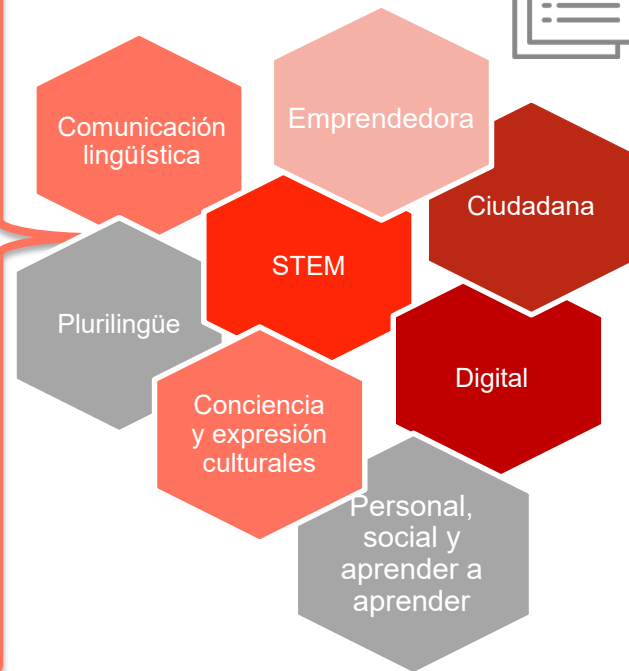 Comunicación
lingüística
Emprendedora
Ciudadana
STEM
Plurilingüe
Digital
Conciencia
y expresión
culturales
Personal,
social y
aprender a
aprender